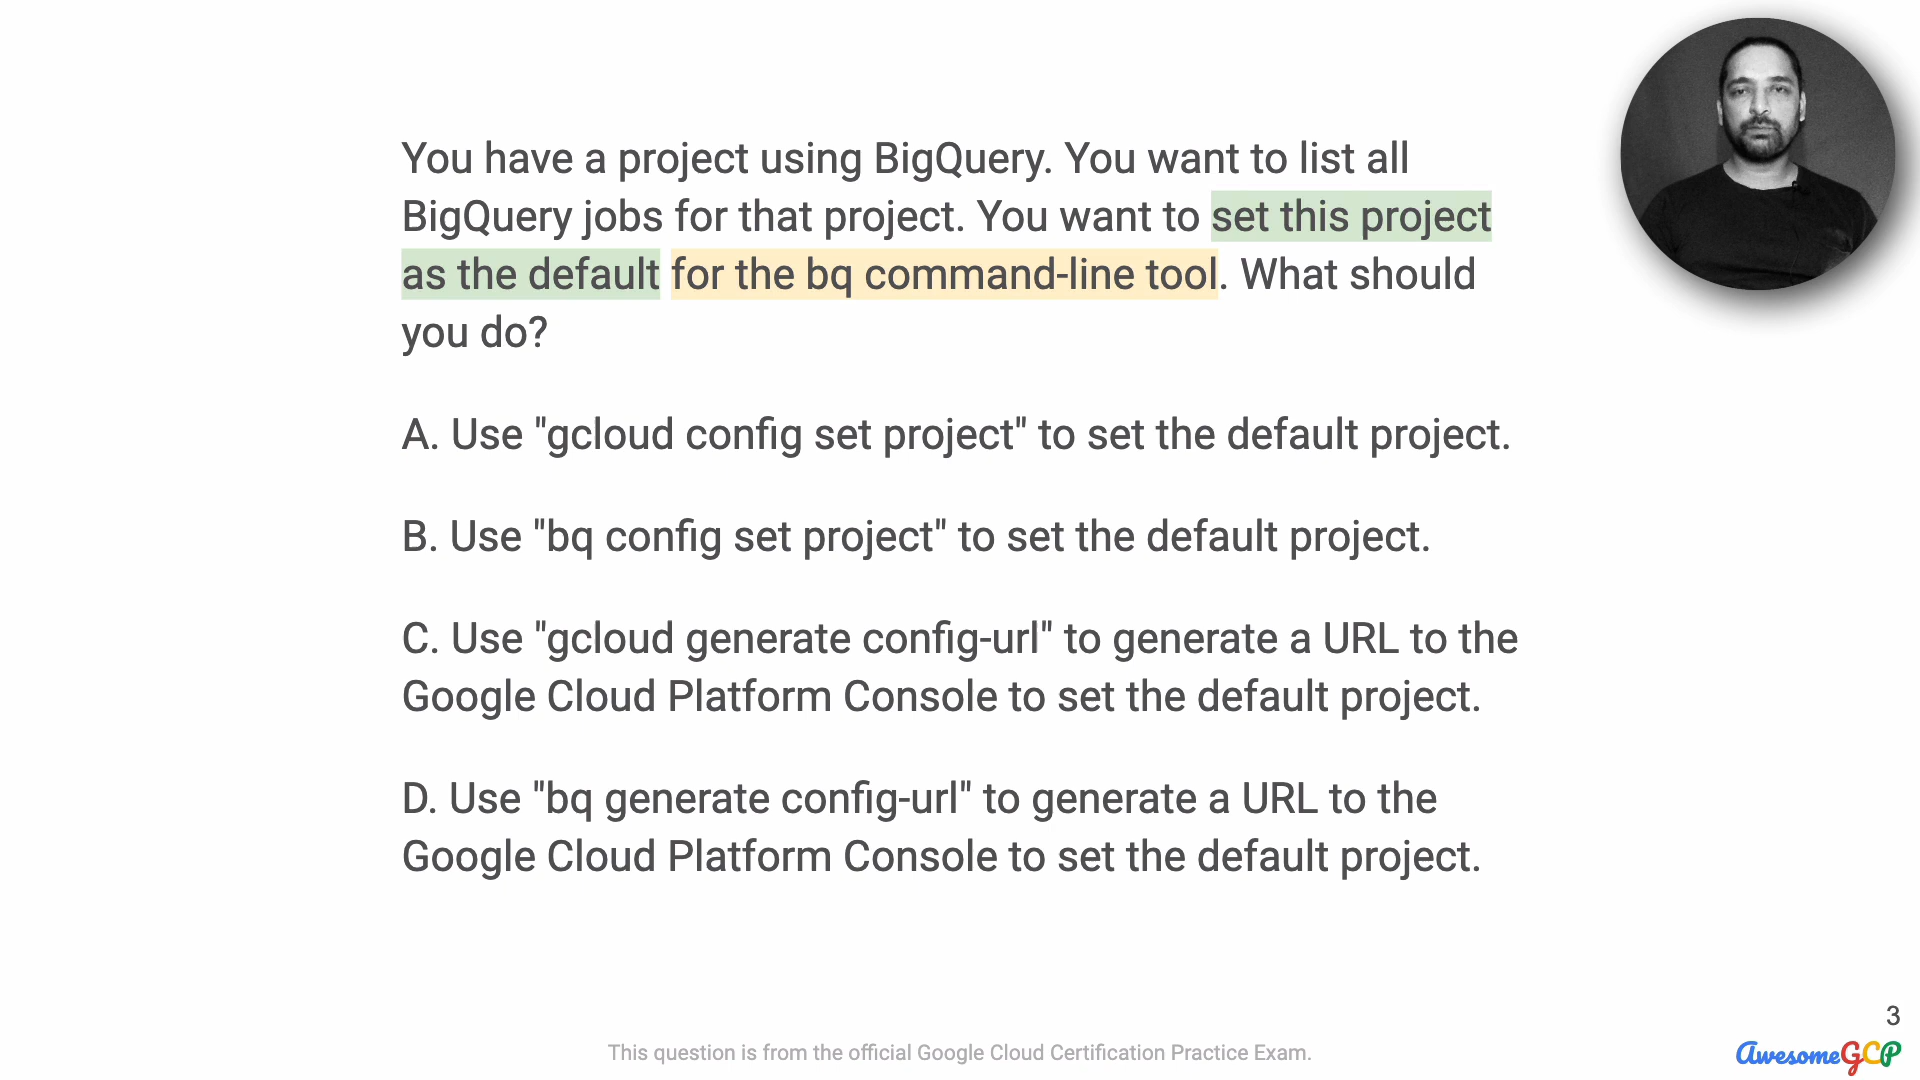 You have a project using BigQuery. You want to list all
BigQuery jobs for that project. You want to set this project
as the default for the bq command-line tool. What should
you do?
A. Use "gcloud config set project" to set the default project.
B. Use "bq config set project" to set the default project.
C. Use "gcloud generate config-url" to generate a URL to the
Google Cloud Platform Console to set the default project.
D. Use "bq generate config-url" to generate a URL to the
Google Cloud Platform Console to set the default project.
3
This question is from the official Google Cloud Certification Practice Exam.
AwesomeGCP